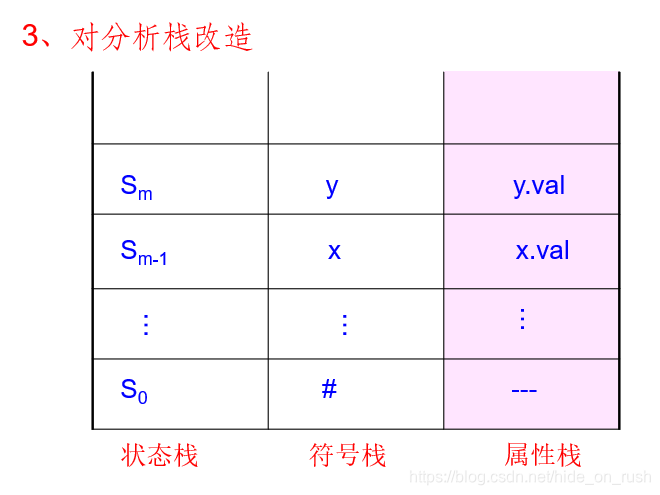 3、对分析栈改造
Sm y y.val
Sm-1 x x.val
⋮ ⋮ ⋮
S0 # ---
状态栈 符号栈 属性栈
https://blog.csdn.net/hide_on_rush